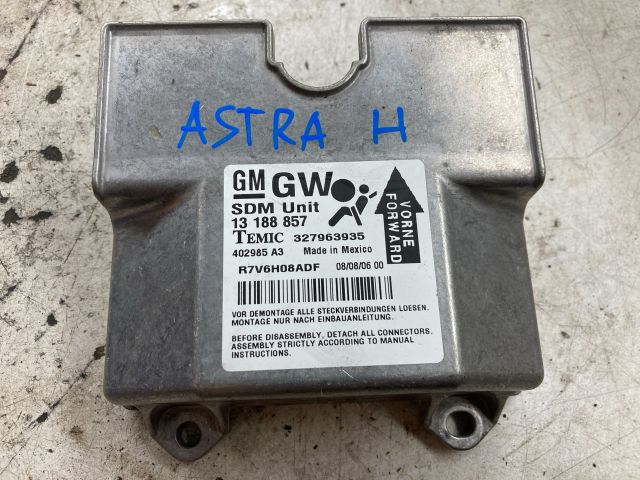 ASTRA H
GM GW
SDM Unit
13 188 857
TEMIC 327963935
402985 A3 Made in Mexico
R7V6H08ADF 08/08/06 00
VORNE
FORWARD
VOR DEMONTAGE ALLE STECKVERBINDUNGEN LOESEN.
MONTAGE NUR NACH EINBAUANLEITUNG.
BEFORE DISASSEMBLY, DETACH ALL CONNECTORS.
ASSEMBLY STRICTLY ACCORDING TO MANUAL
INSTRUCTIONS.